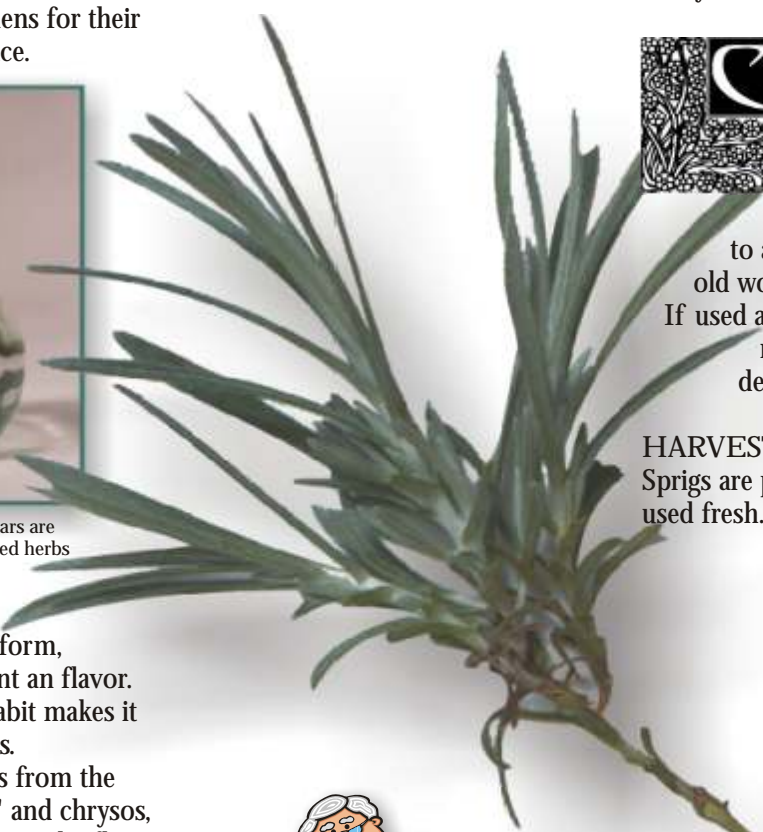 ens for their
ce.
ars are
ed herbs
form,
nt an flavor.
abit makes it
s.
s from the
" and chrysos,
C
to a
old wo
If used a
de
HARVEST
Sprigs are p
used fresh.